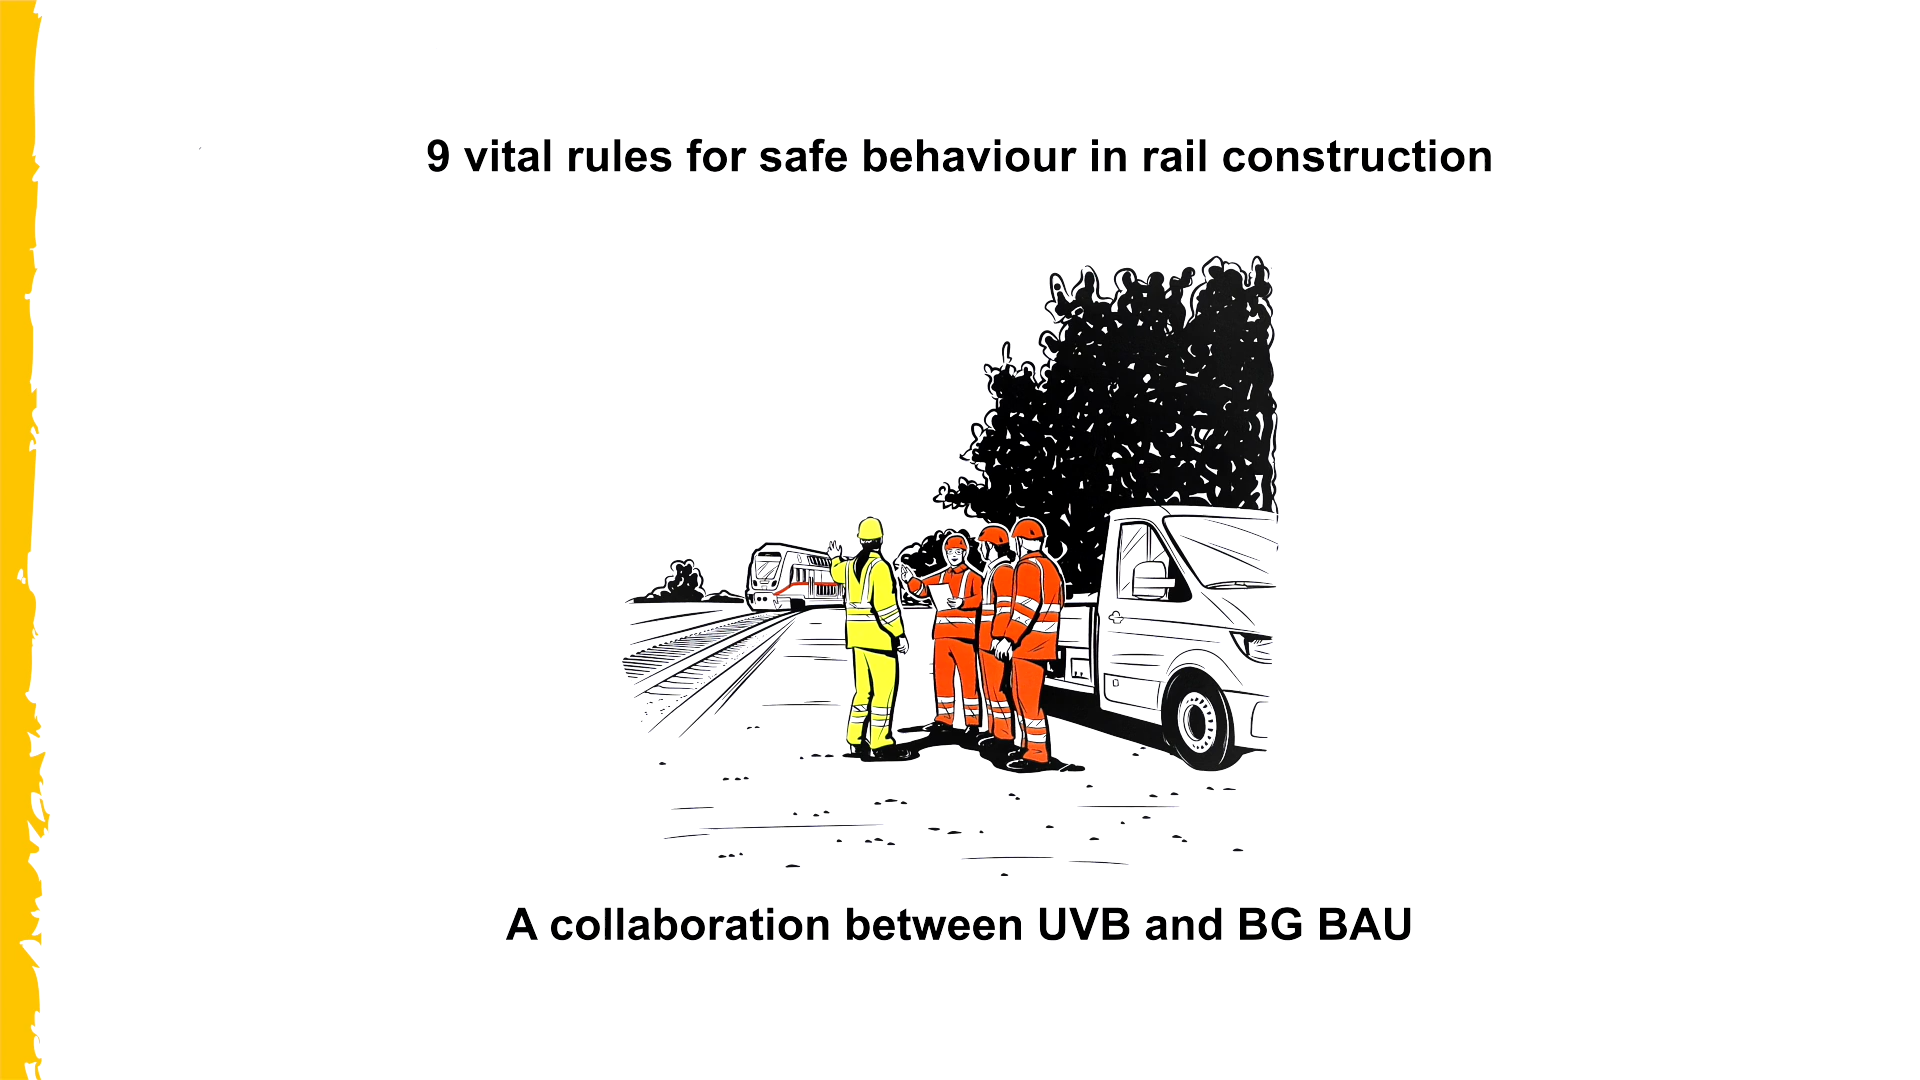 9 vital rules for safe behaviour in rail construction
A collaboration between UVB and BG BAU